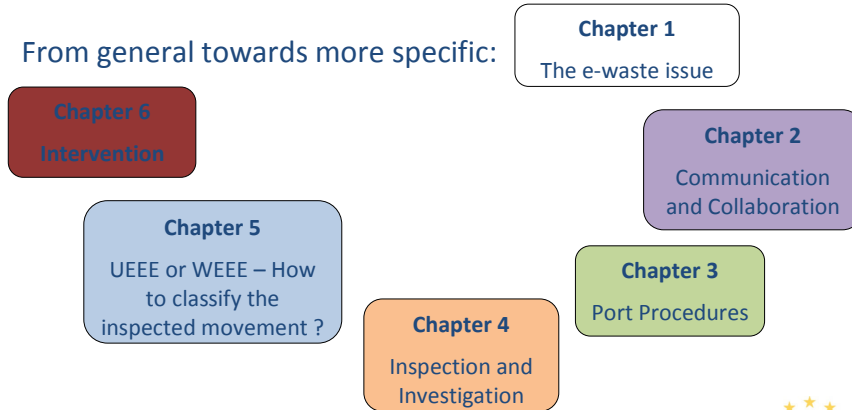 From general towards more specific:
Chapter 1
The e-waste issue
Chapter 2
Communication
and Collaboration
Chapter 3
Port Procedures
Chapter 4
Inspection and
Investigation
Chapter 5
UEEE or WEEE – How
to classify the
inspected movement ?
Chapter 6
Intervention